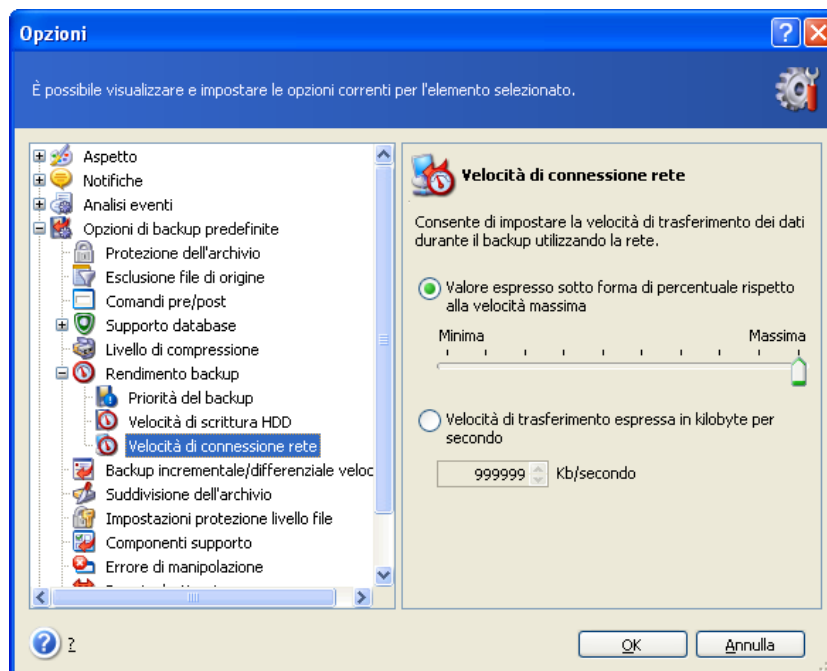 Opzioni
È possibile visualizzare e impostare le opzioni correnti per l'elemento selezionato.
Aspetto
Notifiche
Analisi eventi
Opzioni di backup predefinite
Protezione dell'archivio
Esclusione file di origine
Comandi pre/post
Supporto database
Livello di compressione
Rendimento backup
Priorità del backup
Velocità di scrittura HDD
Velocità di connessione rete
Backup incrementale/differenziale veloc
Suddivisione dell'archivio
Impostazioni protezione livello file
Componenti supporto
Errore di manipolazione
Velocità di connessione rete
Consente di impostare la velocità di trasferimento dei dati
durante il backup utilizzando la rete.
Valore espresso sotto forma di percentuale rispetto
alla velocità massima
Minima Massima
Velocità di trasferimento espressa in kilobyte per
secondo
999999 Kb/secondo
?
OK Annulla